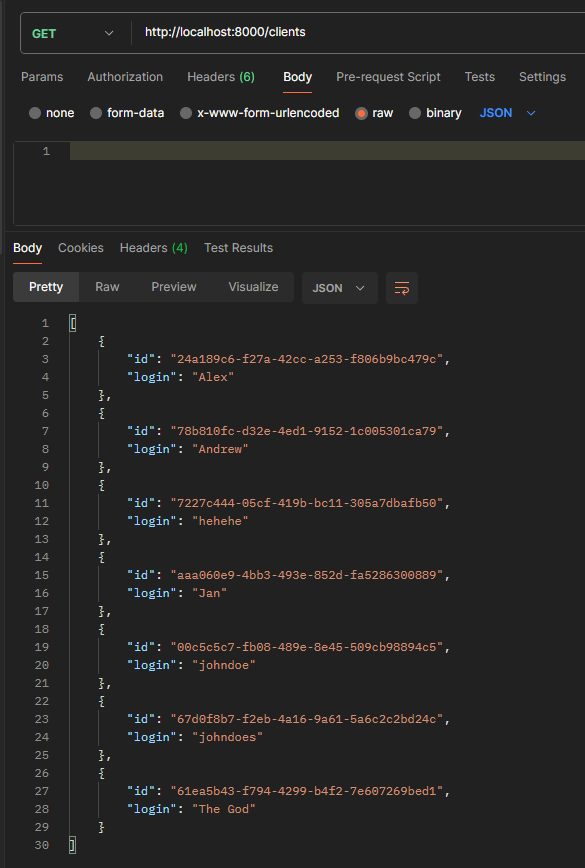 GET http://localhost:8000/clients
Params Authorization Headers (6) Body Pre-request Script Tests Settings
none form-data x-www-form-urlencoded raw binary JSON
1
Body Cookies Headers (4) Test Results
Pretty Raw Preview Visualize JSON
1 [
2 {
3 "id": "24a189c6-f27a-42cc-a253-f806b9bc479c",
4 "login": "Alex"
5 },
6 {
7 "id": "78b810fc-d32e-4ed1-9152-1c005301ca79",
8 "login": "Andrew"
9 },
10 {
11 "id": "7227c444-05cf-419b-bc11-305a7dbafb50",
12 "login": "hehehe"
13 },
14 {
15 "id": "aaa060e9-4bb3-493e-852d-fa5286300889",
16 "login": "Jan"
17 },
18 {
19 "id": "00c5c5c7-fb08-489e-8e45-509cb98894c5",
20 "login": "johndoe"
21 },
22 {
23 "id": "67d0f8b7-f2eb-4a16-9a61-5a6c2c2bd24c",
24 "login": "johndoes"
25 },
26 {
27 "id": "61ea5b43-f794-4299-b4f2-7e607269bed1",
28 "login": "The God"
29 }
30 ]